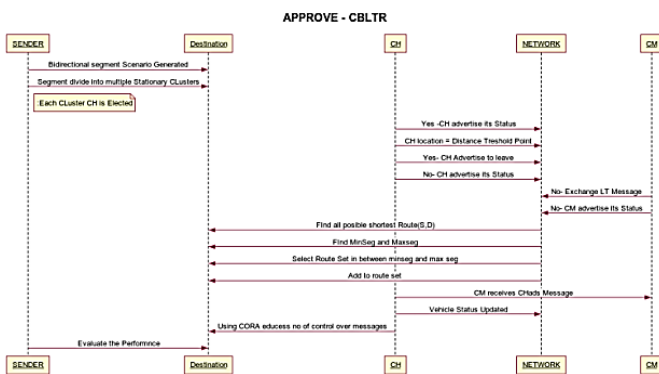 APPROVE - CBLTR
SENDER Destination CH NETWORK CM
Bidirectional segment Scenario Generated
Segment divide into multiple Stationary CLusters
:Each CLuster CH is Elected
Yes -CH advertise its Status
CH location = Distance Treshold Point
Yes- CH Advertise to leave
No- CH advertise its Status
No- Exchange LT Message
No- CM advertise Its Status
Find all posible shortest Route(S,D)
Find MinSeg and Maxseg
Select Route Set in between minseg and max seg
Add to route set
CM receives CHads Message
Vehicle Status Updated
Using CORA educess no of control over messages
Evaluate the Performnce
SENDER Destination CH NETWORK CM